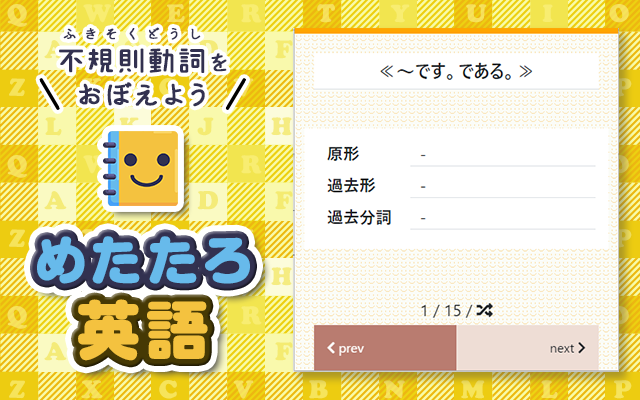 ふきそくどうし
不規則動詞を
おぼえよう
めたたろ
英語
≪～です。である。≫
原形 -
過去形 -
過去分詞 -
1 / 15 /
prev
next